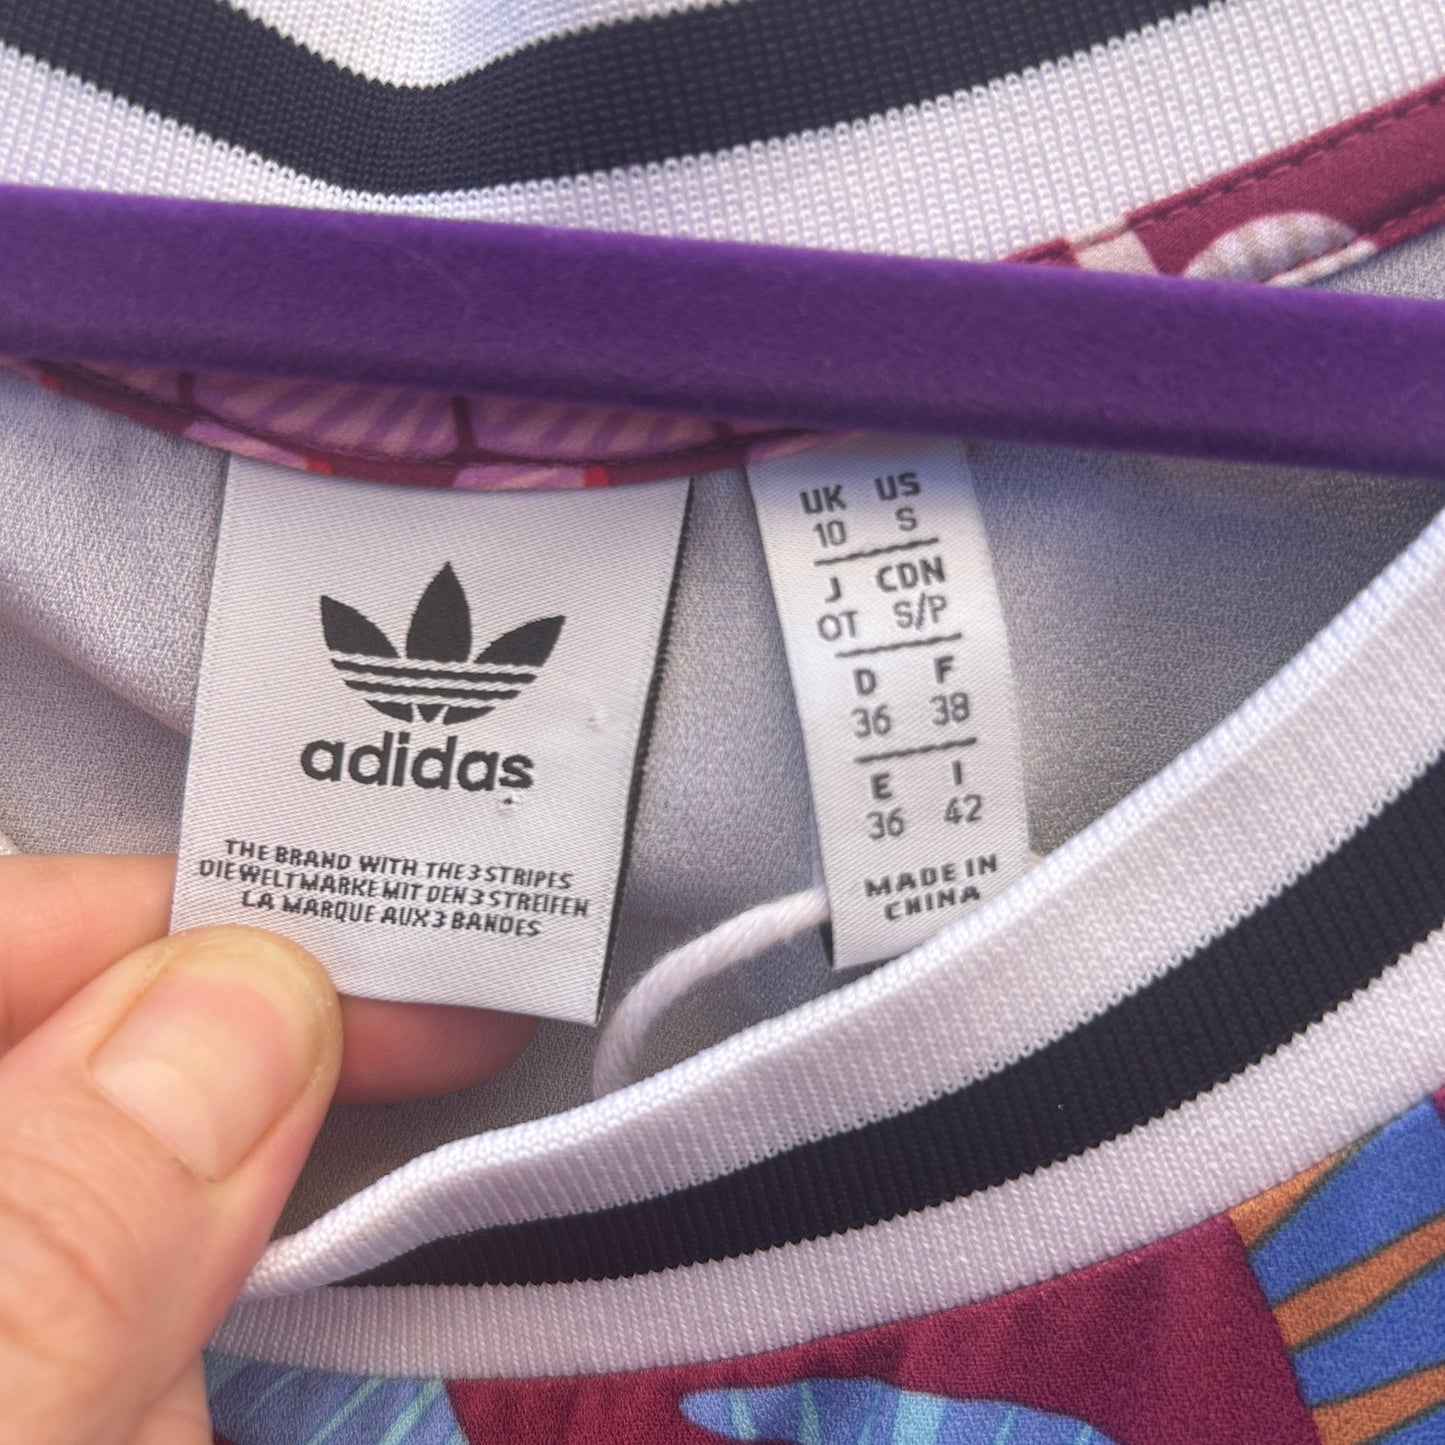 adidas
THE BRAND WITH THE 3 STRIPES
DIE WELTMARKE MIT DEN 3 STREIFEN
LA MARQUE AUX 3 BANDES
UK US
10 S
J CDN
OT S/P
D F
36 38
E I
36 42
MADE IN
CHINA